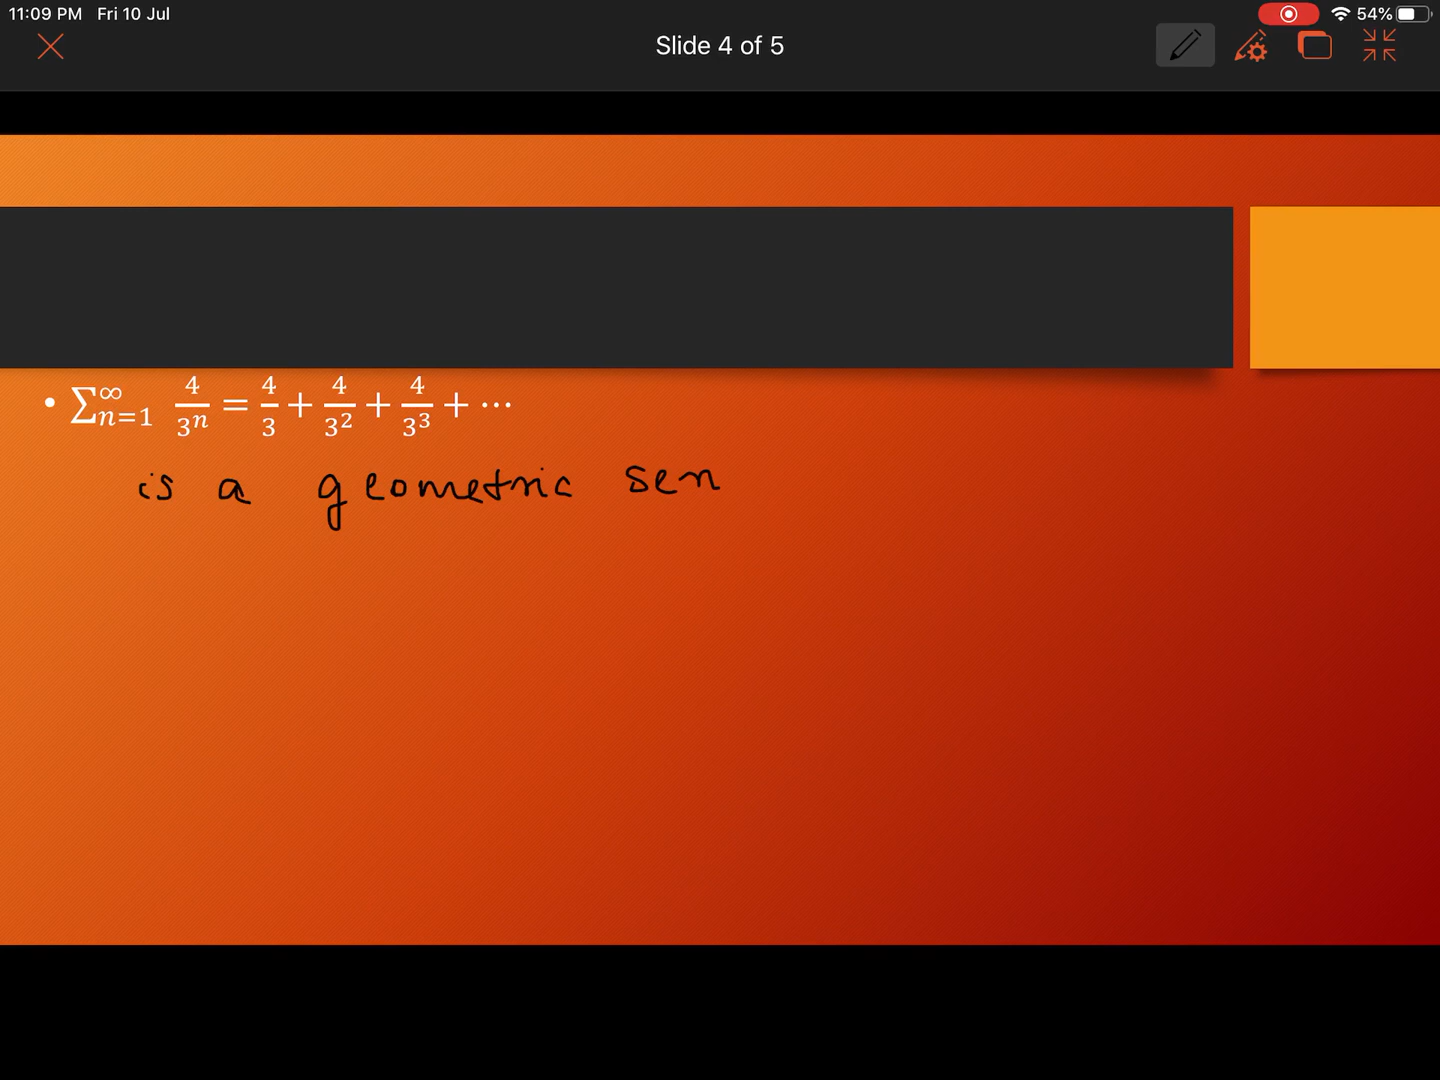 11:09 PM Fri 10 Jul 54%
Slide 4 of 5
• ∑_{n=1}^{∞} 4/3^n = 4/3 + 4/3^2 + 4/3^3 + ⋯
is a geometric seri